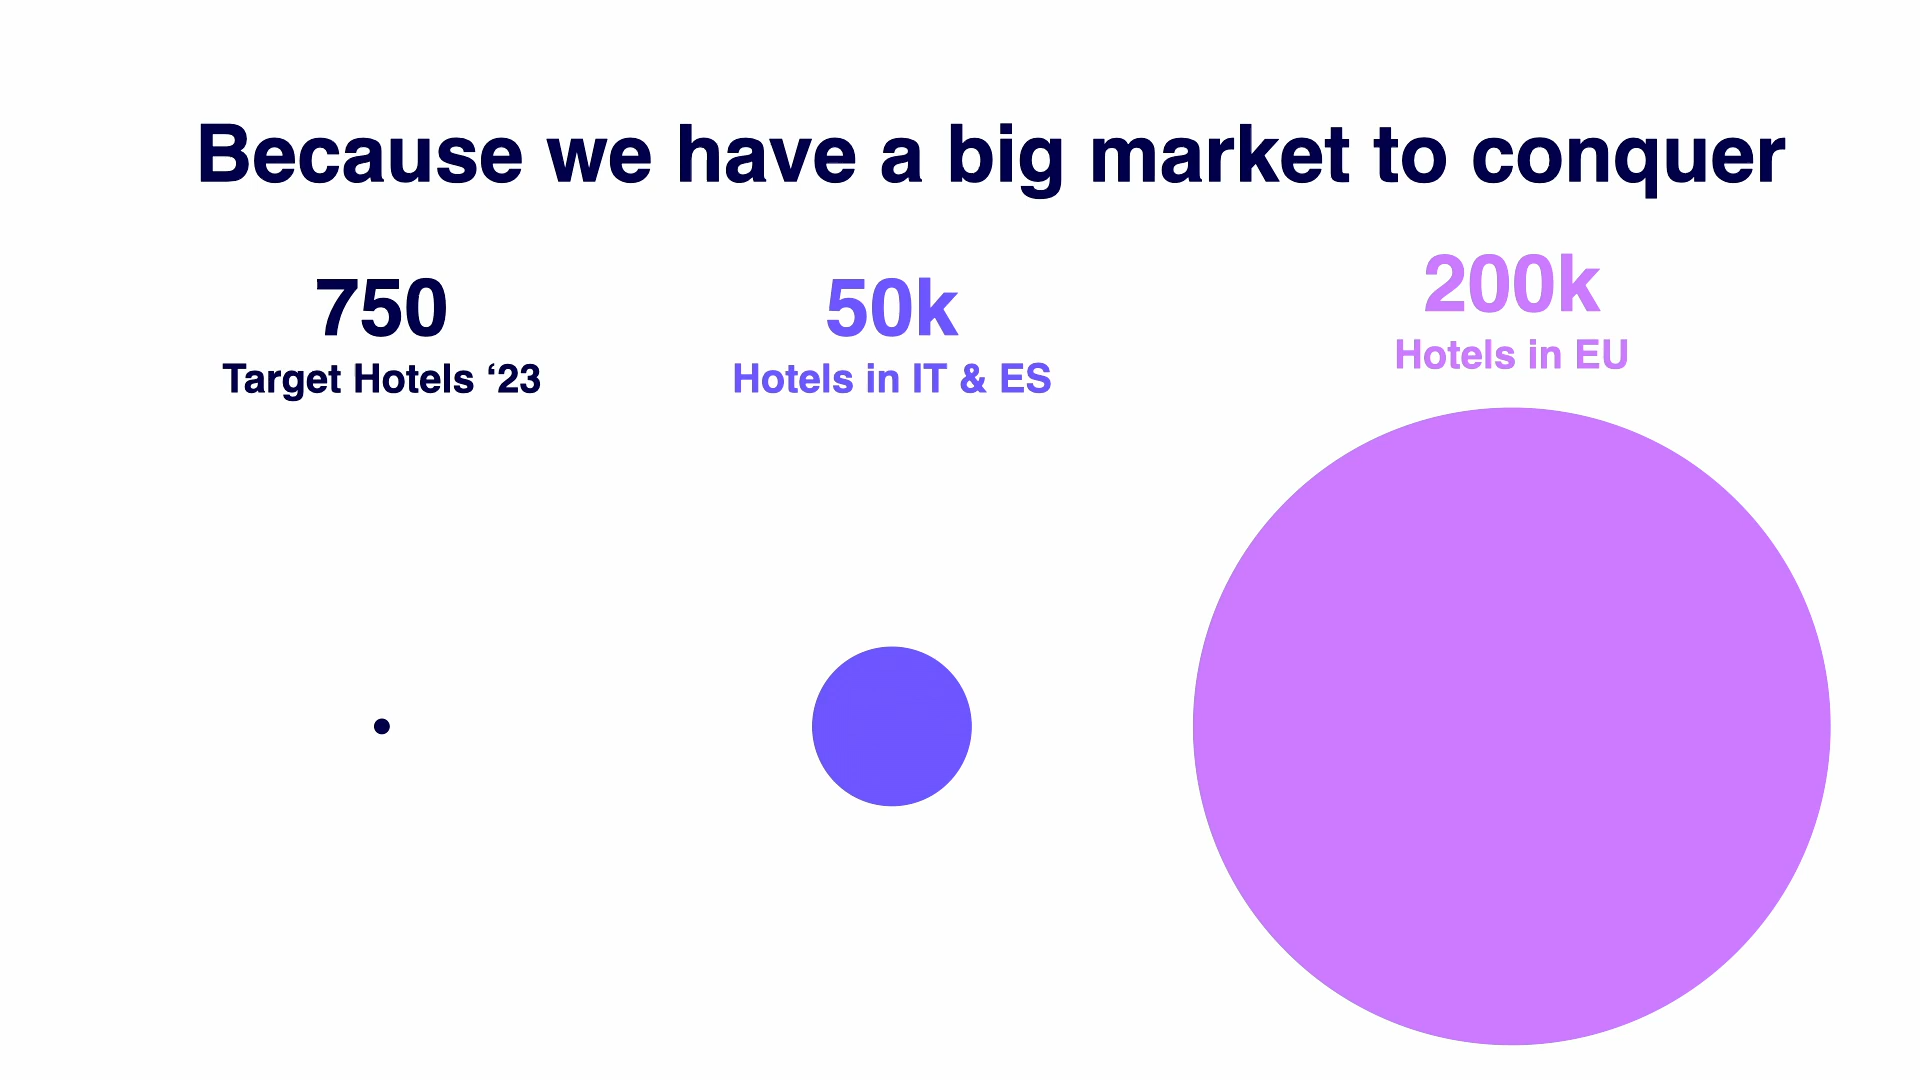 Because we have a big market to conquer
750
Target Hotels ‘23
50k
Hotels in IT & ES
200k
Hotels in EU